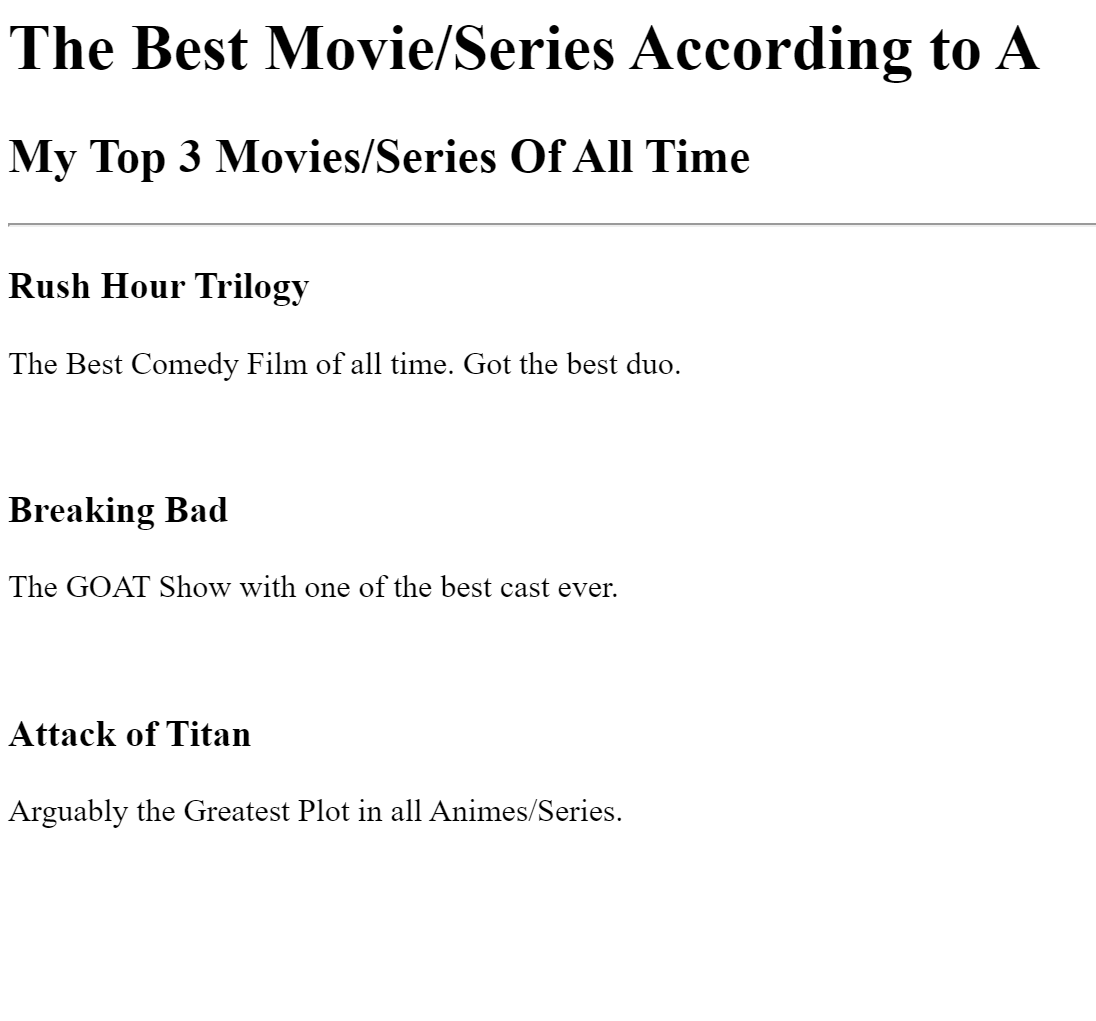 The Best Movie/Series According to A
My Top 3 Movies/Series Of All Time
Rush Hour Trilogy
The Best Comedy Film of all time. Got the best duo.
Breaking Bad
The GOAT Show with one of the best cast ever.
Attack of Titan
Arguably the Greatest Plot in all Animes/Series.